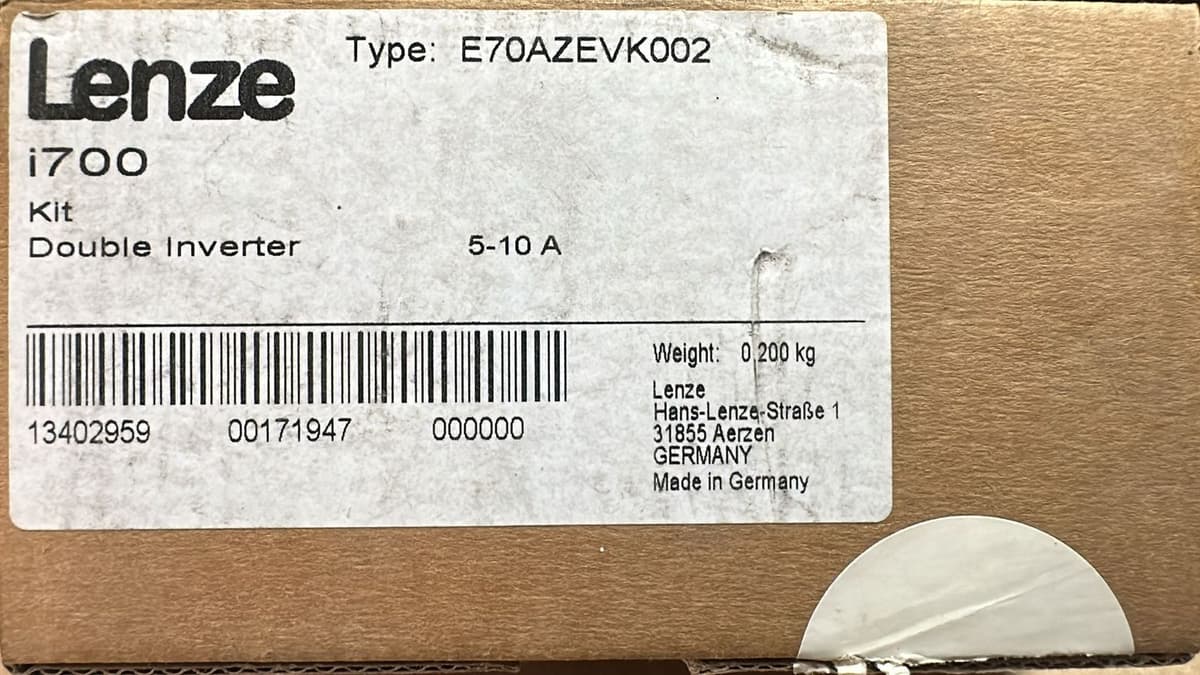 Lenze
Type: E70AZEVK002
i700
Kit
Double Inverter 5-10 A
13402959 00171947 000000
Weight: 0,200 kg
Lenze
Hans-Lenze-Straße 1
31855 Aerzen
GERMANY
Made in Germany